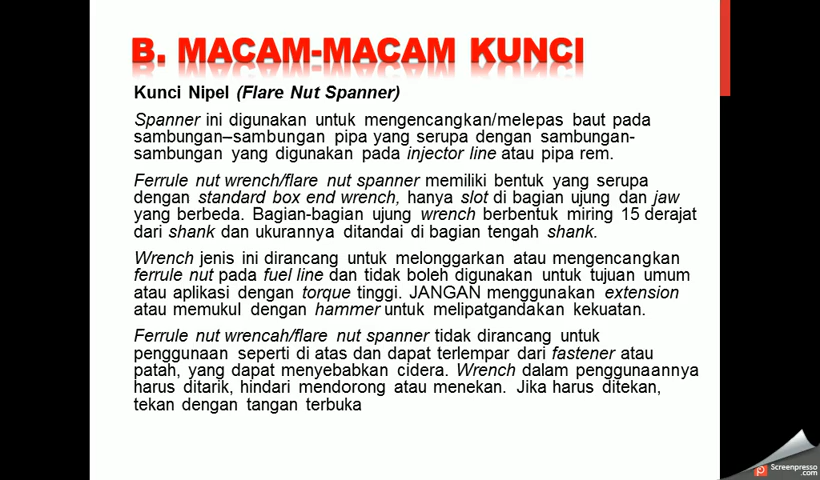 B. MACAM-MACAM KUNCI
Kunci Nipel (Flare Nut Spanner)
Spanner ini digunakan untuk mengencangkan/melepas baut pada
sambungan–sambungan pipa yang serupa dengan sambungan-
sambungan yang digunakan pada injector line atau pipa rem.
Ferrule nut wrench/flare nut spanner memiliki bentuk yang serupa
dengan standard box end wrench, hanya slot di bagian ujung dan jaw
yang berbeda. Bagian-bagian ujung wrench berbentuk miring 15 derajat
dari shank dan ukurannya ditandai di bagian tengah shank.
Wrench jenis ini dirancang untuk melonggarkan atau mengencangkan
ferrule nut pada fuel line dan tidak boleh digunakan untuk tujuan umum
atau aplikasi dengan torque tinggi. JANGAN menggunakan extension
atau memukul dengan hammer untuk melipatgandakan kekuatan.
Ferrule nut wrencah/flare nut spanner tidak dirancang untuk
penggunaan seperti di atas dan dapat terlempar dari fastener atau
patah, yang dapat menyebabkan cidera. Wrench dalam penggunaannya
harus ditarik, hindari mendorong atau menekan. Jika harus ditekan,
tekan dengan tangan terbuka
Screenpresso
.com